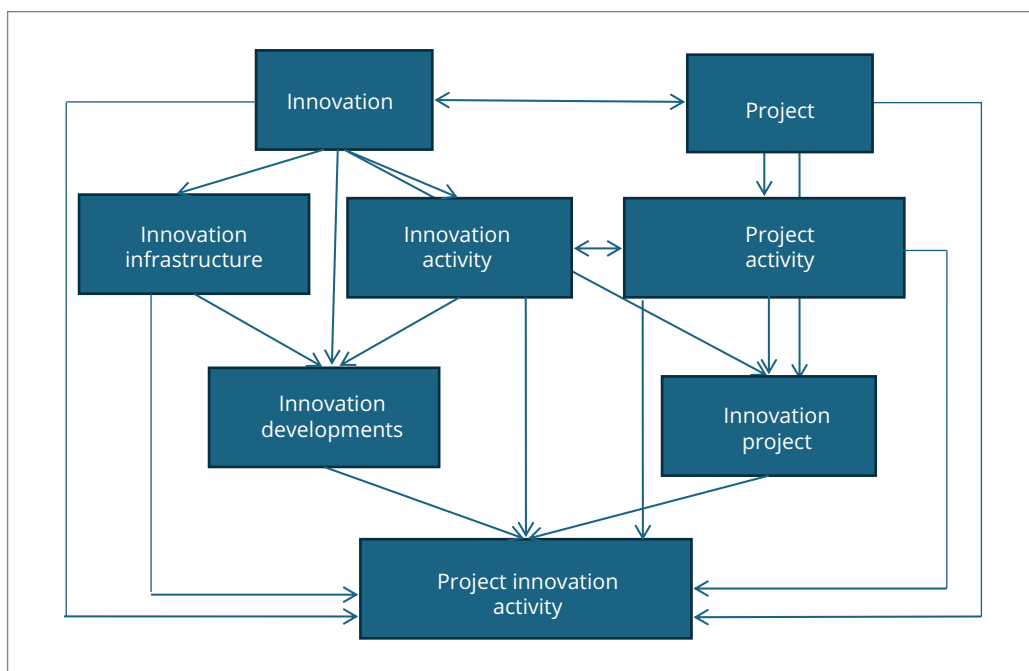 Innovation
Project
Innovation
infrastructure
Innovation
activity
Project
activity
Innovation
developments
Innovation
project
Project innovation
activity